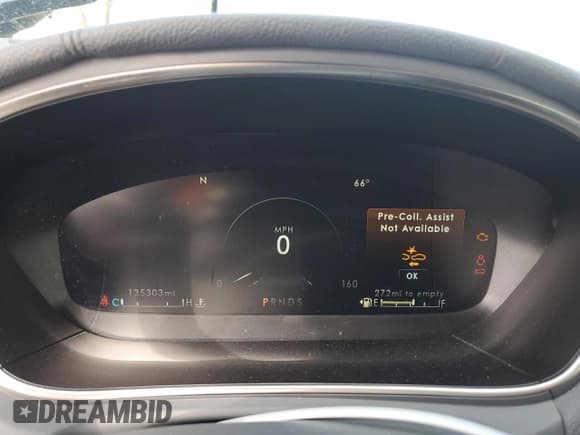 N
66°
Pre-Coll. Assist
Not Available
MPH
0
OK
0
160
135303mi
272mi to empty
C
H
PRNDS
E
F
DREAMBID